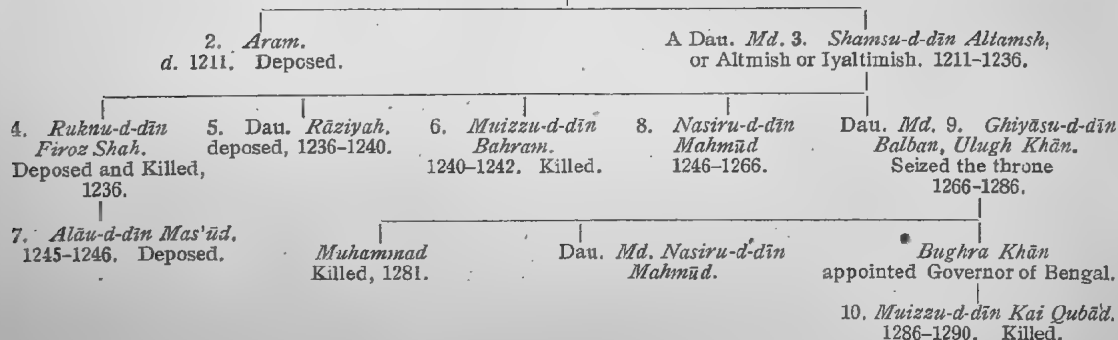 2. Aram.
d. 1211. Deposed.
A Dau. Md. 3. Shamsu-d-dīn Altamsh,
or Altmish or Iyaltimish. 1211-1236.
4. Ruknu-d-dīn
Firoz Shah.
Deposed and Killed,
1236.
5. Dau. Rāziyah.
deposed, 1236-1240.
6. Muizzu-d-dīn
Bahram.
1240-1242. Killed.
8. Nasiru-d-dīn
Mahmūd
1246-1266.
Dau. Md. 9. Ghiyāsu-d-dīn
Balban, Ulugh Khān.
Seized the throne
1266-1286.
7. Alāu-d-dīn Mas'ūd.
1245-1246. Deposed.
Muhammad
Killed, 1281.
Dau. Md. Nasiru-d-dīn
Mahmūd.
Bughra Khān
appointed Governor of Bengal.
10. Muizzu-d-dīn Kai Qubād.
1286-1290. Killed.